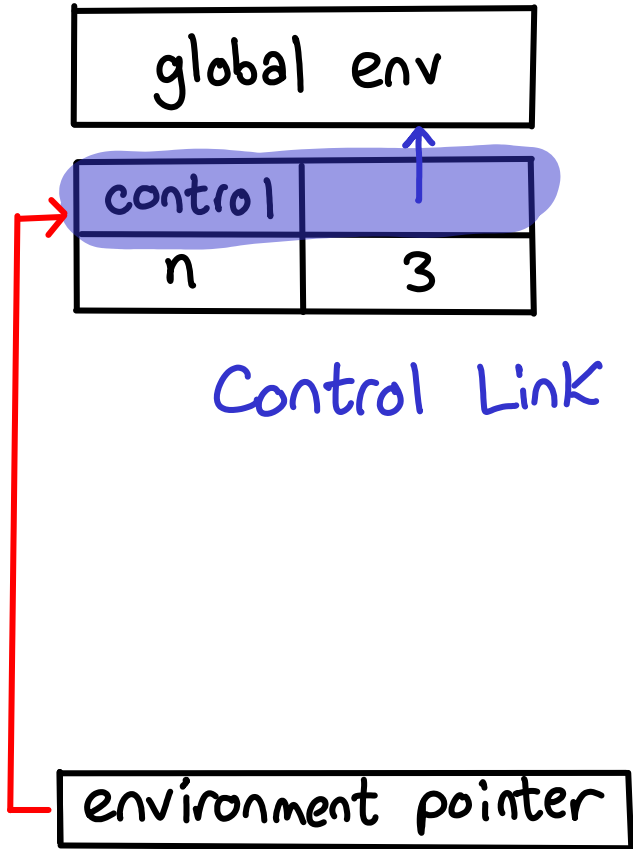 global env
control
n 3
Control Link
environment pointer